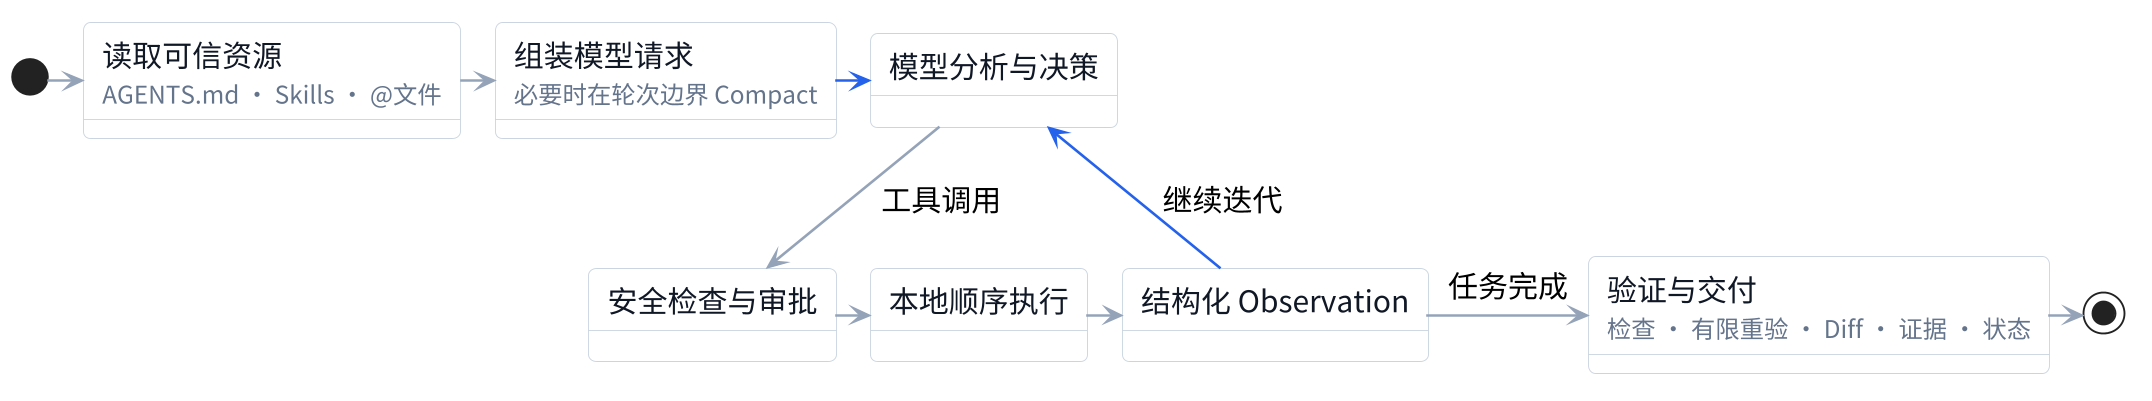 读取可信资源
AGENTS.md · Skills · @文件
组装模型请求
必要时在轮次边界 Compact
模型分析与决策
工具调用
继续迭代
安全检查与审批
本地顺序执行
结构化 Observation
任务完成
验证与交付
检查 · 有限重验 · Diff · 证据 · 状态